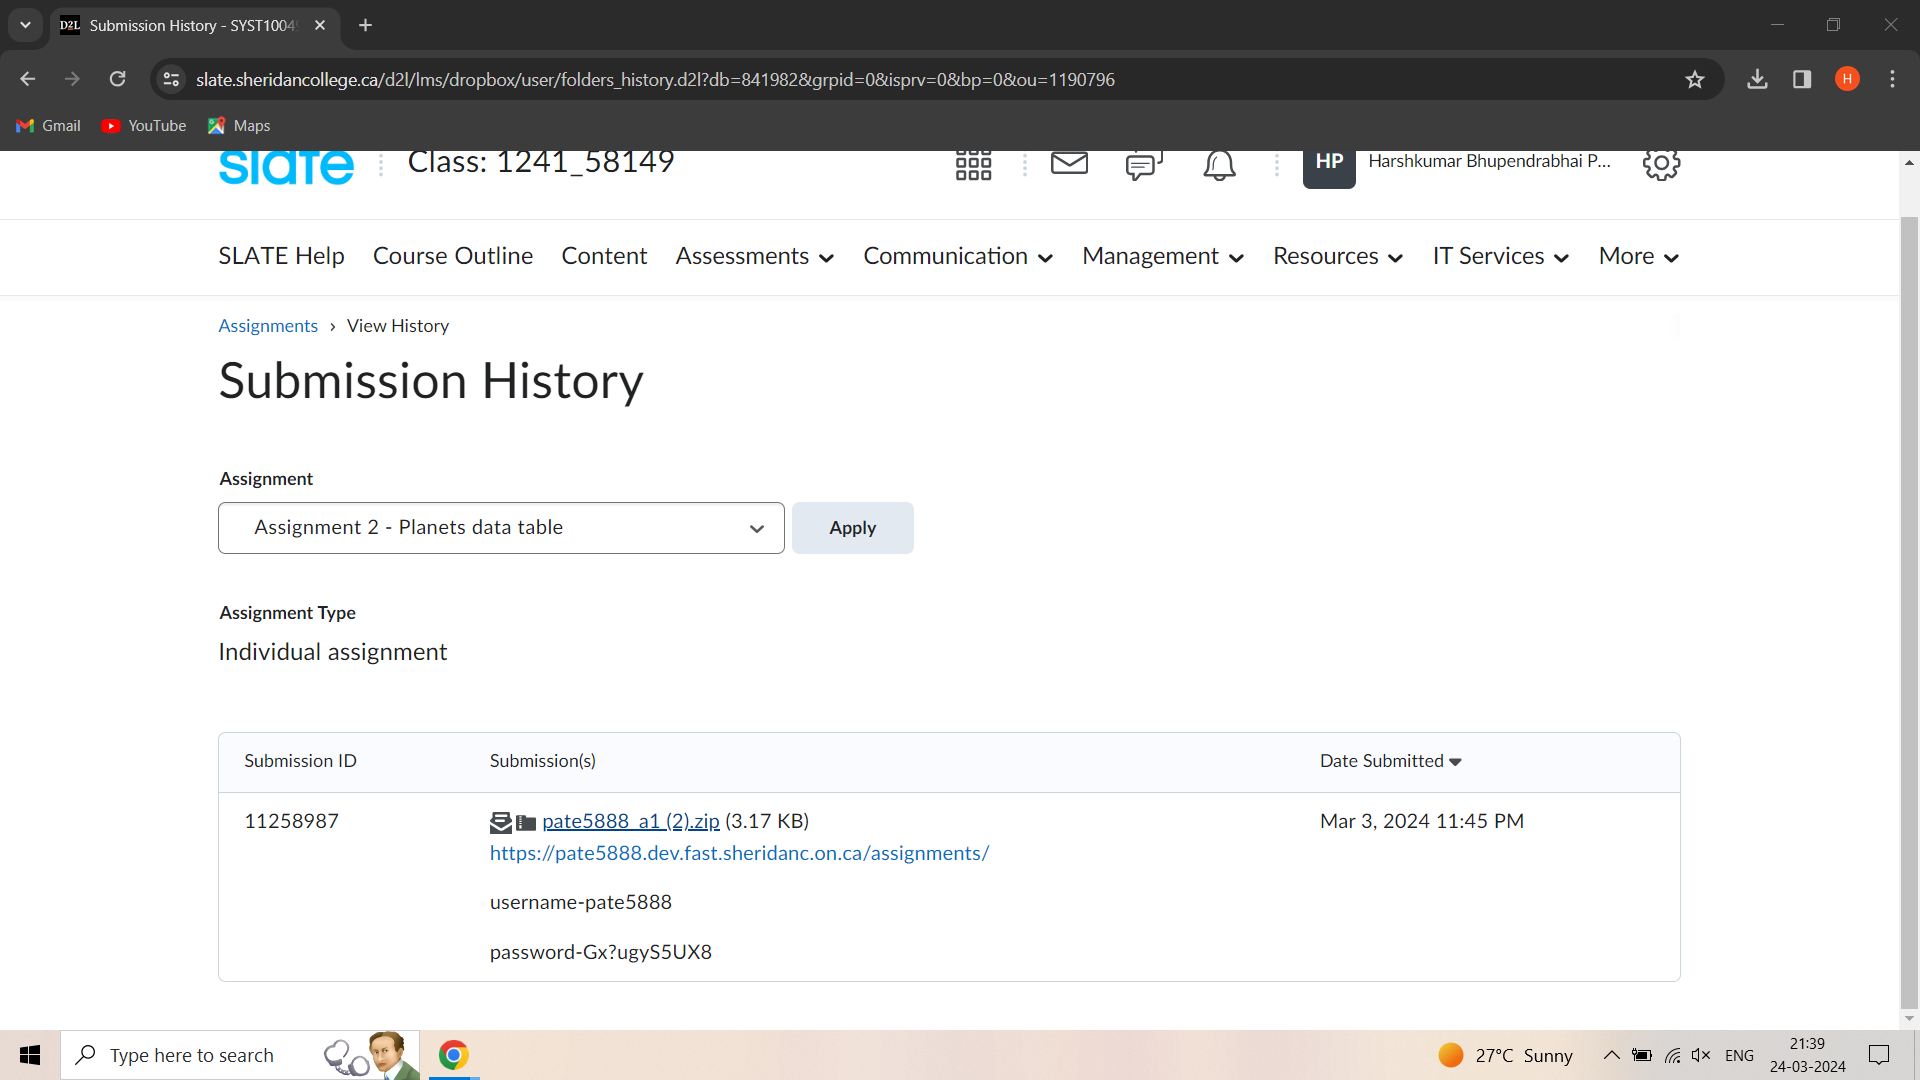 D2L Submission History - SYST1004
slate.sheridancollege.ca/d2l/lms/dropbox/user/folders_history.d2l?db=841982&grpid=0&isprv=0&bp=0&ou=1190796
H
Gmail YouTube Maps
slate Class: 1241_58149 HP Harshkumar Bhupendrabhai P...
SLATE Help Course Outline Content Assessments Communication Management Resources IT Services More
Assignments › View History
Submission History
Assignment
Assignment 2 - Planets data table Apply
Assignment Type
Individual assignment
Submission ID Submission(s) Date Submitted
11258987 pate5888_a1 (2).zip (3.17 KB) Mar 3, 2024 11:45 PM
https://pate5888.dev.fast.sheridanc.on.ca/assignments/
username-pate5888
password-Gx?ugyS5UX8
Type here to search 27°C Sunny ENG 21:39
24-03-2024